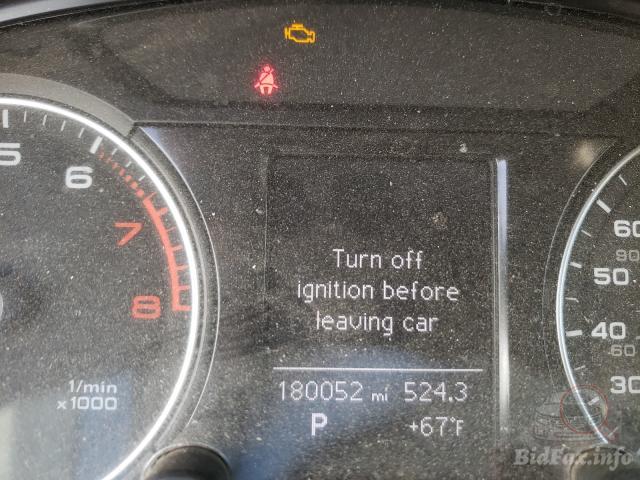 5
6
7
8
1/min
x1000
Turn off
ignition before
leaving car
180052 mi 524.3
P +67°F
60
90
50
40
60
30
BidFax.info